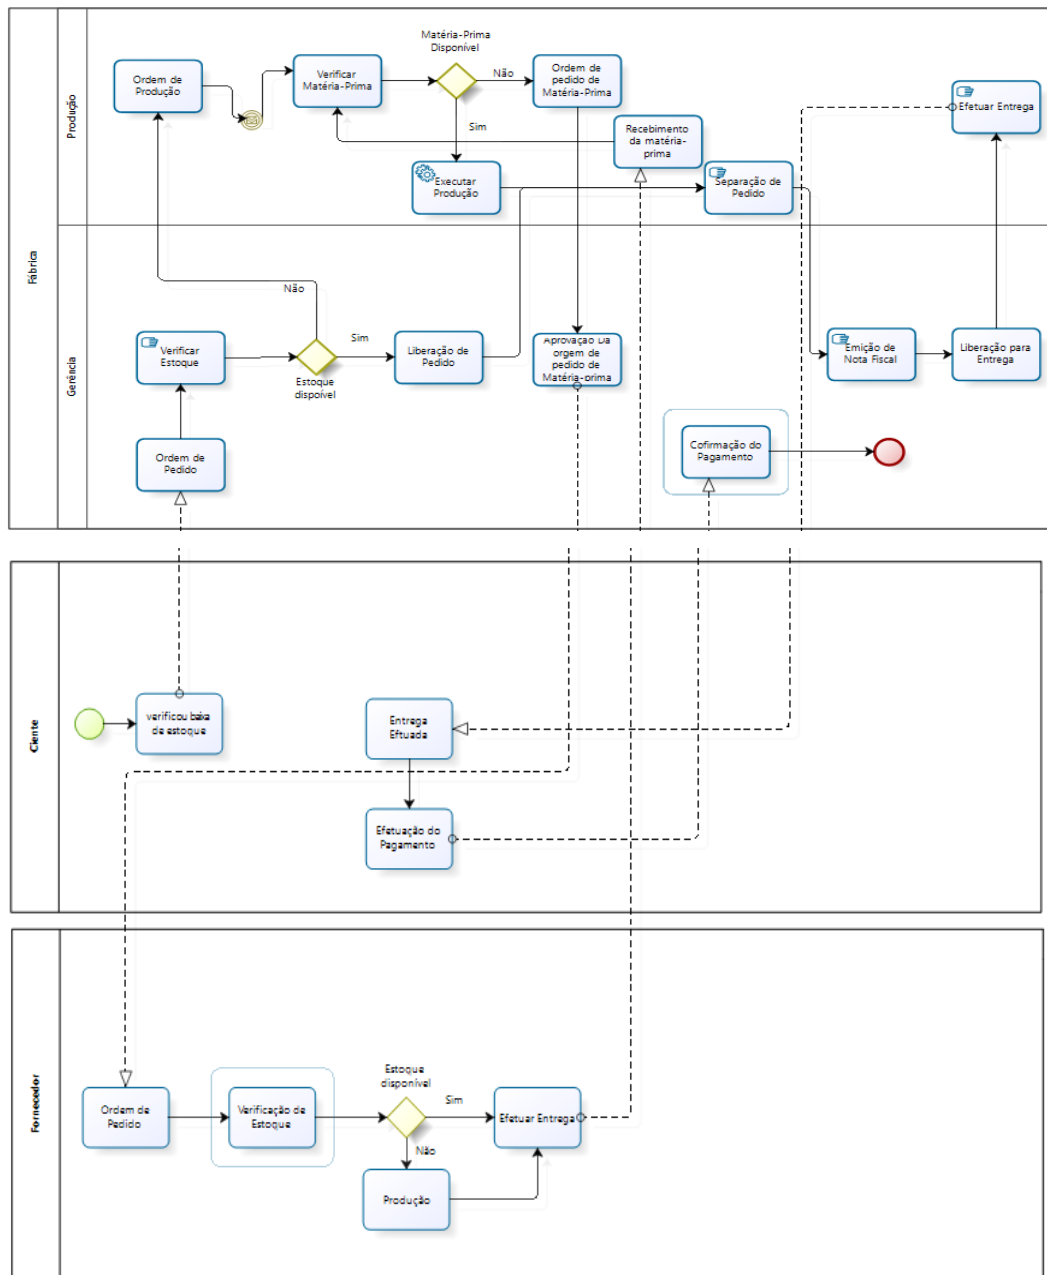 Fábrica
Produção
Matéria-Prima
Disponível
Ordem de
Produção
Verificar
Matéria-Prima
Não
Ordem de
pedido de
Matéria-Prima
Efetuar Entrega
Sim
Recebimento
da matéria-
prima
Executar
Produção
Separação de
Pedido
Gerência
Não
Verificar
Estoque
Sim
Estoque
dispoível
Liberação de
Pedido
Aprovação Da
orgem de
pedido de
Matéria-prima
Emição de
Nota Fiscal
Liberação para
Entrega
Ordem de
Pedido
Cofirmação do
Pagamento
Ciente
verificou baixa
de estoque
Entrega
Eftuada
Efetuação do
Pagamento
Fornecedor
Ordem de
Pedido
Verificação de
Estoque
Estoque
disponível
Sim
Efetuar Entrega
Não
Produção